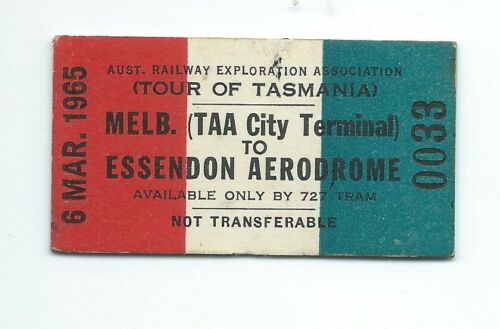 6 MAR. 1965
AUST. RAILWAY EXPLORATION ASSOCIATION
(TOUR OF TASMANIA)
MELB. (TAA City Terminal)
TO
ESSENDON AERODROME
AVAILABLE ONLY BY 727 TRAM
NOT TRANSFERABLE
0033